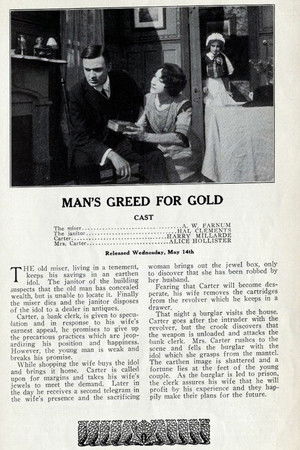 MAN'S GREED FOR GOLD
CAST
The miser................................A. W. FARNUM
The janitor..............................HAL CLEMENTS
Carter...................................HARRY MILLARDE
Mrs. Carter..............................ALICE HOLLISTER
Released Wednesday, May 14th
THE old miser, living in a tenement,
keeps his savings in an earthen
idol. The janitor of the building
suspects that the old man has concealed
wealth, but is unable to locate it. Finally
the miser dies and the janitor disposes
of the idol to a dealer in antiques.
Carter, a bank clerk, is given to specu-
lation and in response to his wife's
earnest appeal, he promises to give up
the precarious practices which are jeop-
ardizing his position and happiness.
However, the young man is weak and
breaks his promise.
While shopping the wife buys the idol
and brings it home. Carter is called
upon for margins and takes his wife's
jewels to meet the demand. Later in
the day he receives a second telegram in
the wife's presence and the sacrificing
woman brings out the jewel box, only
to discover that she has been robbed by
her husband.
Fearing that Carter will become des-
perate, his wife removes the cartridges
from the revolver which he keeps in a
drawer.
That night a burglar visits the house.
Carter goes after the intruder with the
revolver, but the crook discovers that
the weapon is unloaded and attacks the
bank clerk. Mrs. Carter rushes to the
scene and fells the burglar with the
idol which she grasps from the mantel.
The earthen image is shattered and a
fortune lies at the feet of the young
couple. As the burglar is led to prison,
the clerk assures his wife that he will
profit by his experience and they hap-
pily make their plans for the future.